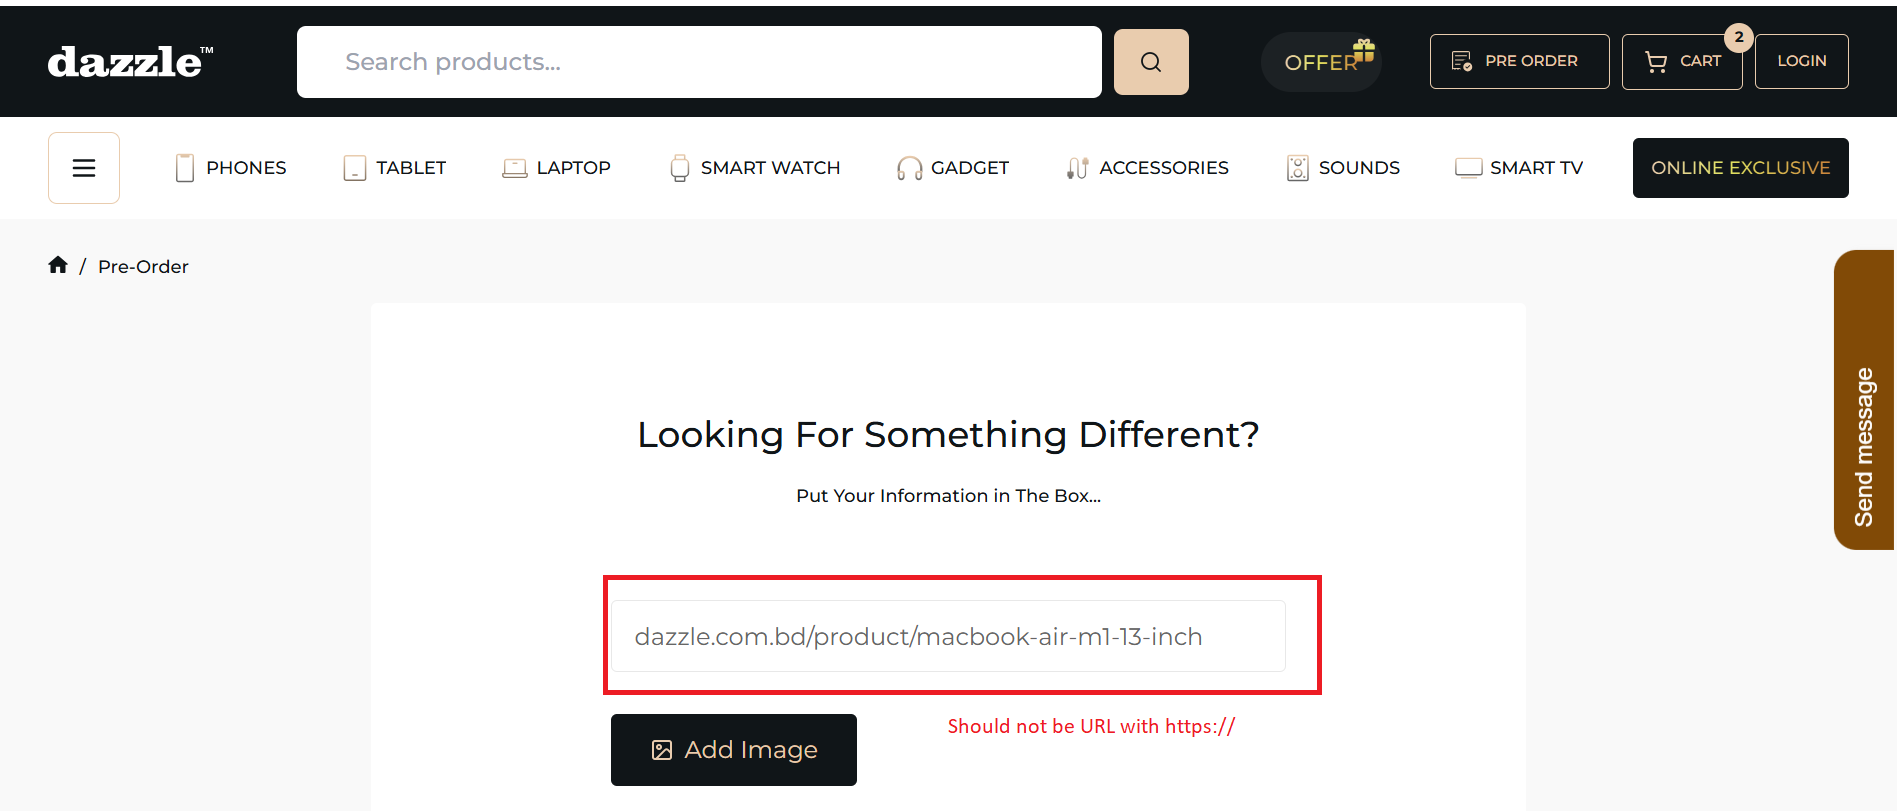 dazzle™
Search products...
OFFER
PRE ORDER
2
CART
LOGIN
PHONES
TABLET
LAPTOP
SMART WATCH
GADGET
ACCESSORIES
SOUNDS
SMART TV
ONLINE EXCLUSIVE
/ Pre-Order
Send message
Looking For Something Different?
Put Your Information in The Box...
dazzle.com.bd/product/macbook-air-m1-13-inch
Should not be URL with https://
Add Image